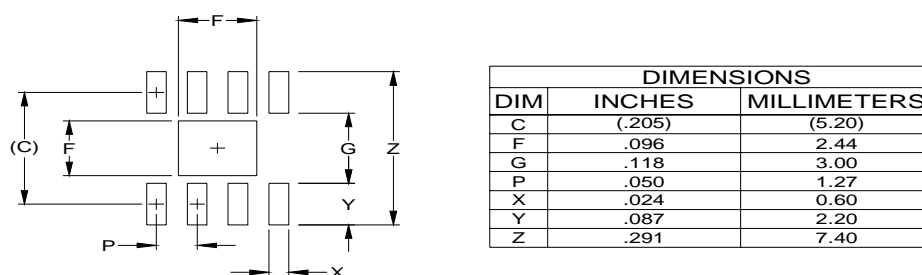 F
(C)
F
G
Z
Y
P
X
DIMENSIONS
DIM INCHES MILLIMETERS
C (.205) (5.20)
F .096 2.44
G .118 3.00
P .050 1.27
X .024 0.60
Y .087 2.20
Z .291 7.40